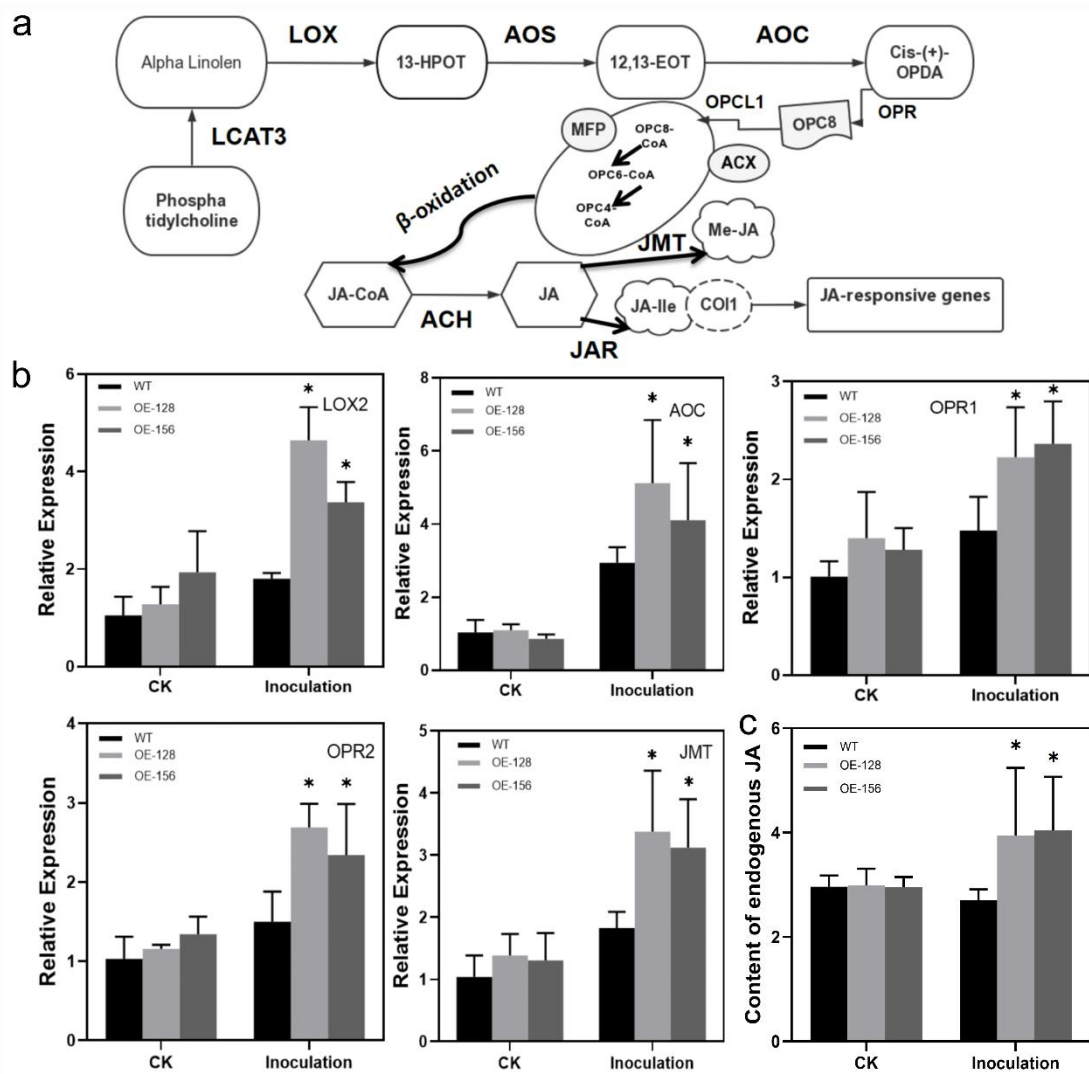 a
LOX
AOS
AOC
Alpha Linolen
13-HPOT
12,13-EOT
Cis-(+)-
OPDA
OPCL1
OPR
LCAT3
MFP
OPC8-
CoA
OPC8
ACX
OPC6-CoA
OPC4-
CoA
Phospha
tidylcholine
β-oxidation
JMT
Me-JA
JA-CoA
ACH
JA
JAR
JA-Ile
COI1
JA-responsive genes
b
Relative Expression
6
4
2
0
WT
OE-128
OE-156
LOX2
*
*
CK
Inoculation
Relative Expression
8
6
4
2
0
WT
OE-128
OE-156
AOC
*
*
CK
Inoculation
Relative Expression
3
2
1
0
WT
OE-128
OE-156
OPR1
*
*
CK
Inoculation
Relative Expression
4
3
2
1
0
WT
OE-128
OE-156
OPR2
*
*
CK
Inoculation
Relative Expression
5
4
3
2
1
0
WT
OE-128
OE-156
JMT
*
*
CK
Inoculation
C
Content of endogenous JA
6
4
2
0
WT
OE-128
OE-156
*
*
CK
Inoculation